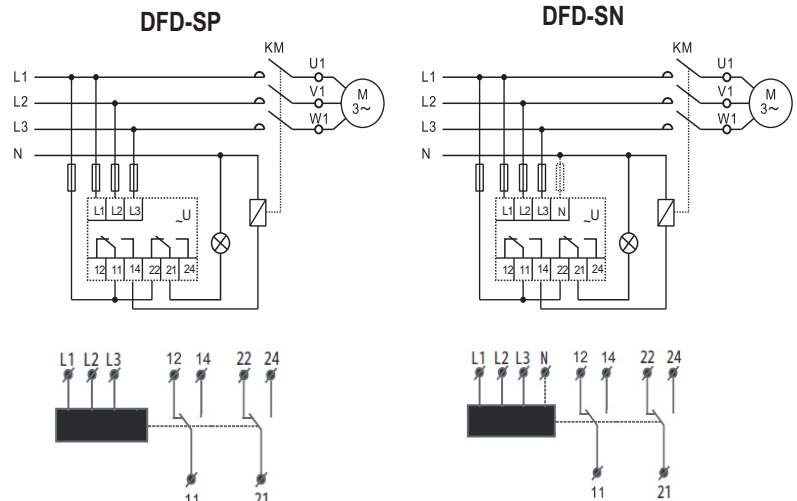 DFD-SP
KM
U1
L1
V1
M
3~
L2
W1
L3
N
L1 L2 L3
~U
12 11 14 22 21 24
L1 L2 L3 12 14 22 24
11 21
DFD-SN
KM
U1
L1
V1
M
3~
L2
W1
L3
N
L1 L2 L3 N
~U
12 11 14 22 21 24
L1 L2 L3 N 12 14 22 24
11 21